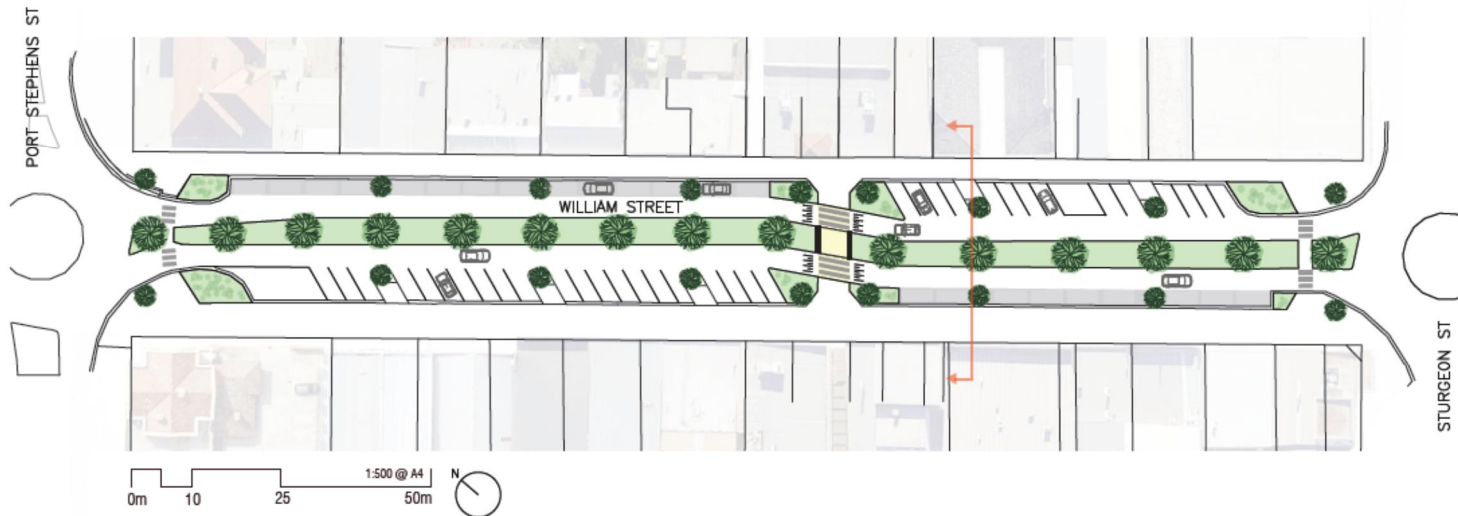 PORT STEPHENS ST
WILLIAM STREET
STURGEON ST
1:500 @ A4
0m 10 25 50m
N